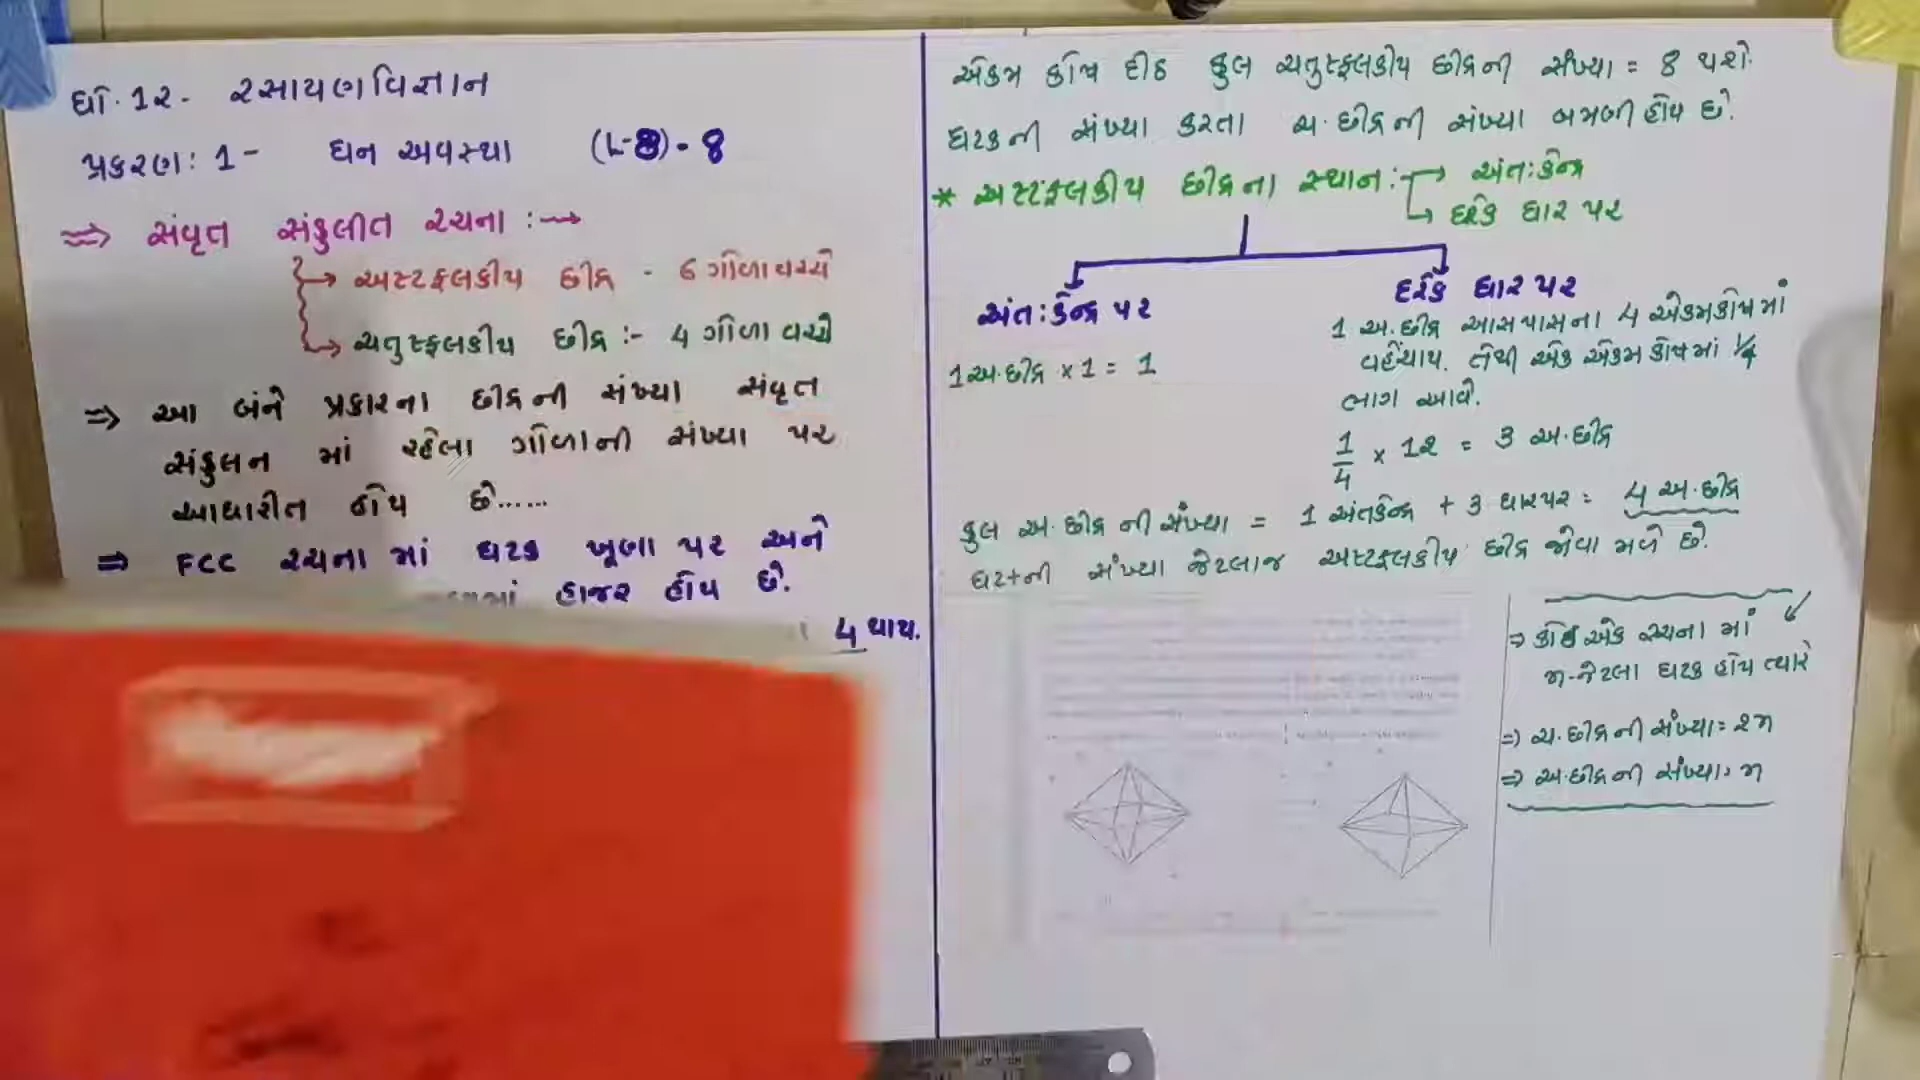 ધો.12- રસાયણવિજ્ઞાન
પ્રકરણ: 1- ઘન અવસ્થા (L-8)-8
⇒ સંવૃત સંકુલીત રચના :→
→ અષ્ટફલકીય છીદ્ર - 6 ગોળા વચ્ચે
→ ચતુષ્ફલકીય છીદ્ર :- 4 ગોળા વચ્ચે
⇒ આ બંને પ્રકારના છીદ્રની સંખ્યા સંવૃત
સંકુલન માં રહેલા ગોળાની સંખ્યા પર
આધારીત હોય છે......
⇒ FCC રચના માં ઘટક ખૂણા પર અને
હાજર હોય છે.
4 થાય.
એકમ કોષ દીઠ કુલ ચતુષ્ફલકીય છીદ્રની સંખ્યા = 8 થશે.
ઘટકની સંખ્યા કરતા ચ.છીદ્રની સંખ્યા બમણી હોય છે.
* અષ્ટફલકીય છીદ્રના સ્થાન: → અંત:કેન્દ્ર
→ દરેક ધાર પર
અંત:કેન્દ્ર પર
1 અ.છીદ્ર x 1 = 1
દરેક ધાર પર
1 અ.છીદ્ર આસપાસના 4 એકમકોષમાં
વહેંચાય. તેથી એક એકમ કોષમાં 1/4
ભાગ આવે.
1/4 x 12 = 3 અ.છીદ્ર
કુલ અ.છીદ્ર ની સંખ્યા = 1 અંતકેન્દ્ર + 3 ધારપર = 4 અ.છીદ્ર
ઘટકની સંખ્યા જેટલાજ અષ્ટફલકીય છીદ્ર જોવા મળે છે.
⇒ કોઈ એક રચના માં
જેટલા ઘટક હોય ત્યારે
⇒ ચ.છીદ્રની સંખ્યા = 2n
⇒ અ.છીદ્રની સંખ્યા = n